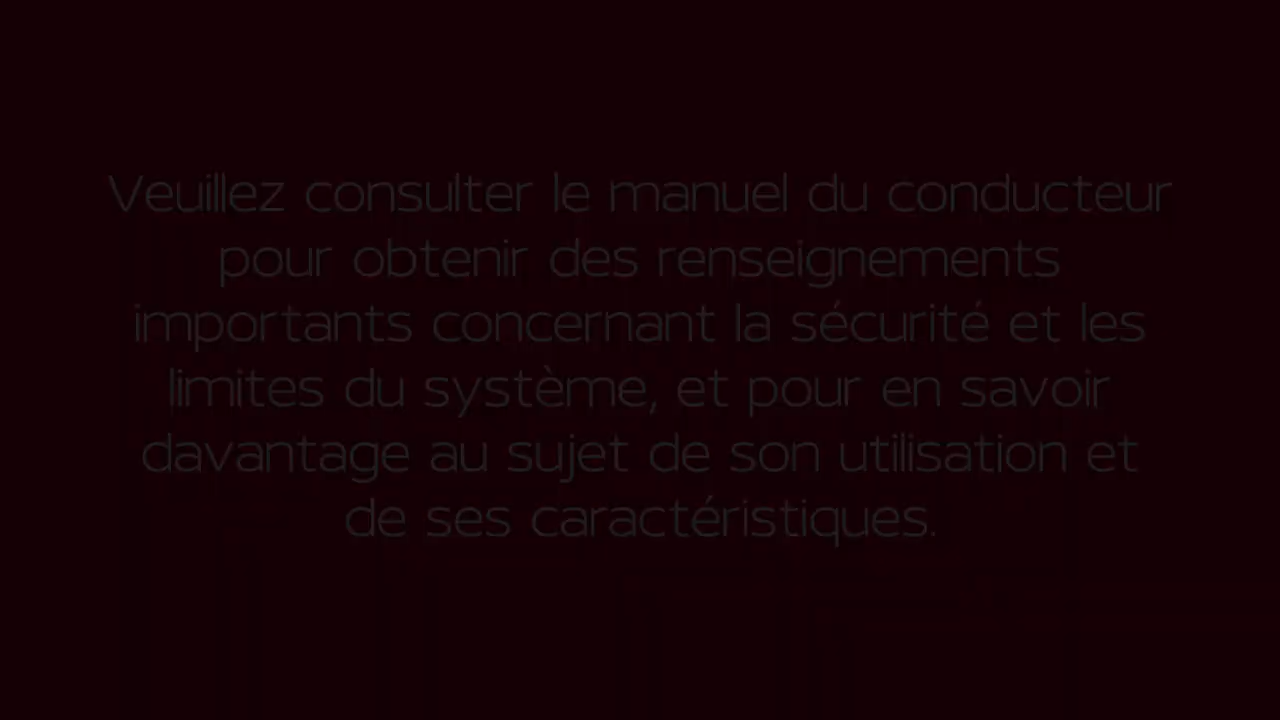 Veuillez consulter le manuel du conducteur
pour obtenir des renseignements
importants concernant la sécurité et les
limites du système, et pour en savoir
davantage au sujet de son utilisation et
de ses caractéristiques.